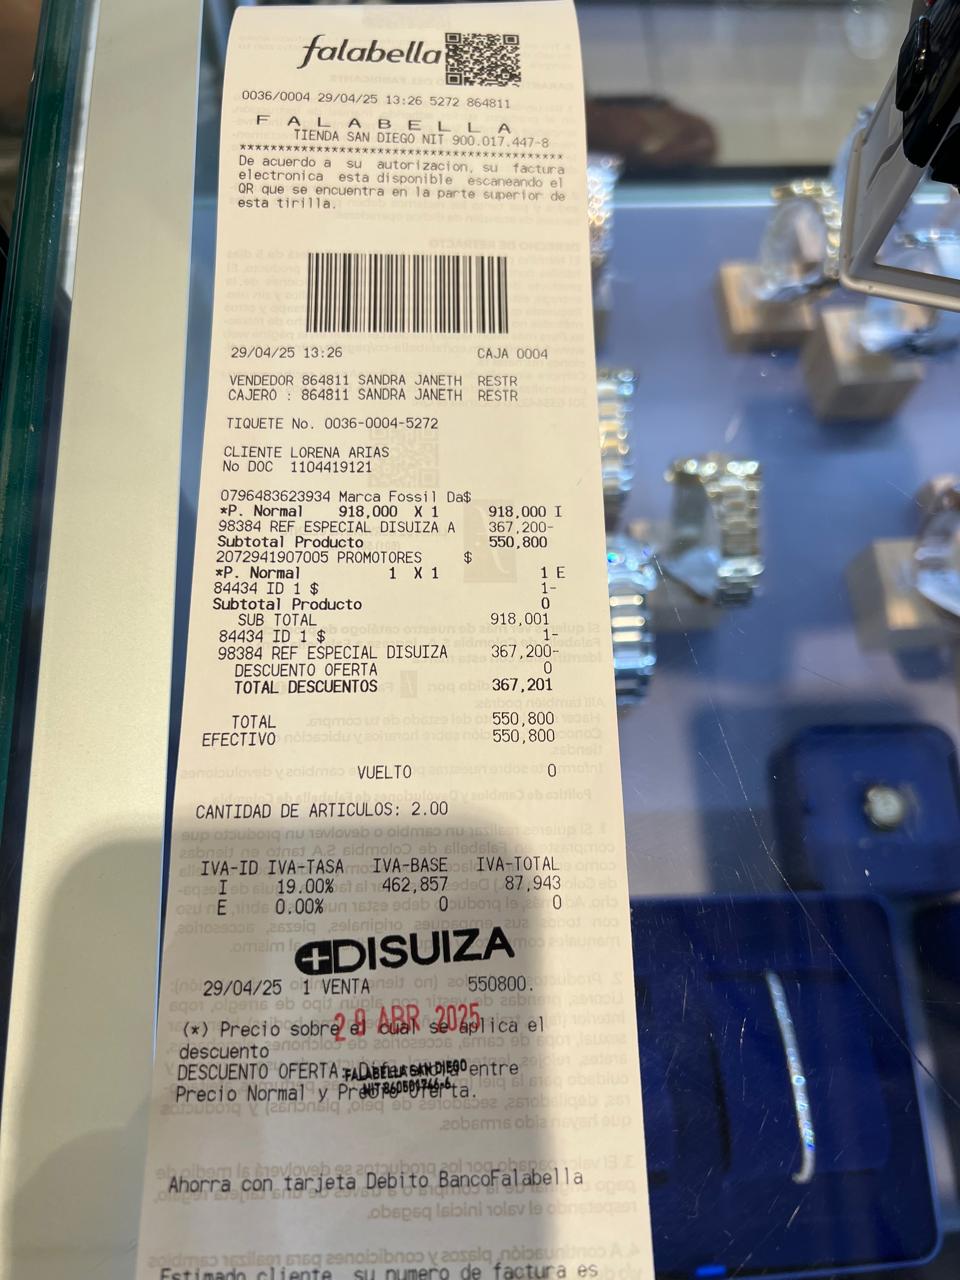 falabella
0036/0004 29/04/25 13:26 5272 864811
F A L A B E L L A
TIENDA SAN DIEGO NIT 900.017.447-8
******************************************
De acuerdo a su autorizacion, su factura
electronica esta disponible escaneando el
QR que se encuentra en la parte superior de
esta tirilla.
29/04/25 13:26 CAJA 0004
VENDEDOR 864811 SANDRA JANETH RESTR
CAJERO : 864811 SANDRA JANETH RESTR
TIQUETE No. 0036-0004-5272
CLIENTE LORENA ARIAS
No DOC 1104419121
0796483623934 Marca Fossil Da$
*P. Normal 918,000 X 1 918,000 I
98384 REF ESPECIAL DISUIZA A 367,200-
Subtotal Producto 550,800
2072941907005 PROMOTORES $
*P. Normal 1 X 1 1 E
84434 ID 1 $ 1-
Subtotal Producto 0
SUB TOTAL 918,001
84434 ID 1 $ 1-
98384 REF ESPECIAL DISUIZA 367,200-
DESCUENTO OFERTA 0
TOTAL DESCUENTOS 367,201
TOTAL 550,800
EFECTIVO 550,800
VUELTO 0
CANTIDAD DE ARTICULOS: 2.00
IVA-ID IVA-TASA IVA-BASE IVA-TOTAL
I 19.00% 462,857 87,943
E 0.00% 0 0
DISUIZA
29/04/25 1 VENTA 550800.
29 ABR 2025
(*) Precio sobre el cual se aplica el
descuento
DESCUENTO OFERTA: Diferencia entre
FALABELLA SAN DIEGO
Precio Normal y Precio Oferta.
Ahorra con tarjeta Debito BancoFalabella
Estimado cliente, su numero de factura es